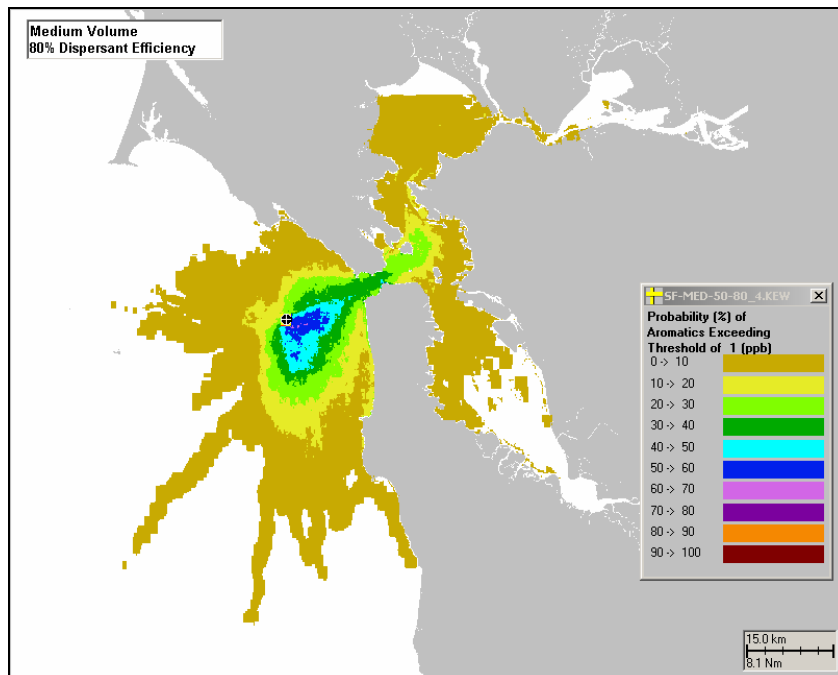 Medium Volume
80% Dispersant Efficiency
SF-MED-50-80_4.KEW
Probability (%) of
Aromatics Exceeding
Threshold of 1 (ppb)
0 -> 10
10 -> 20
20 -> 30
30 -> 40
40 -> 50
50 -> 60
60 -> 70
70 -> 80
80 -> 90
90 -> 100
15.0 km
8.1 Nm